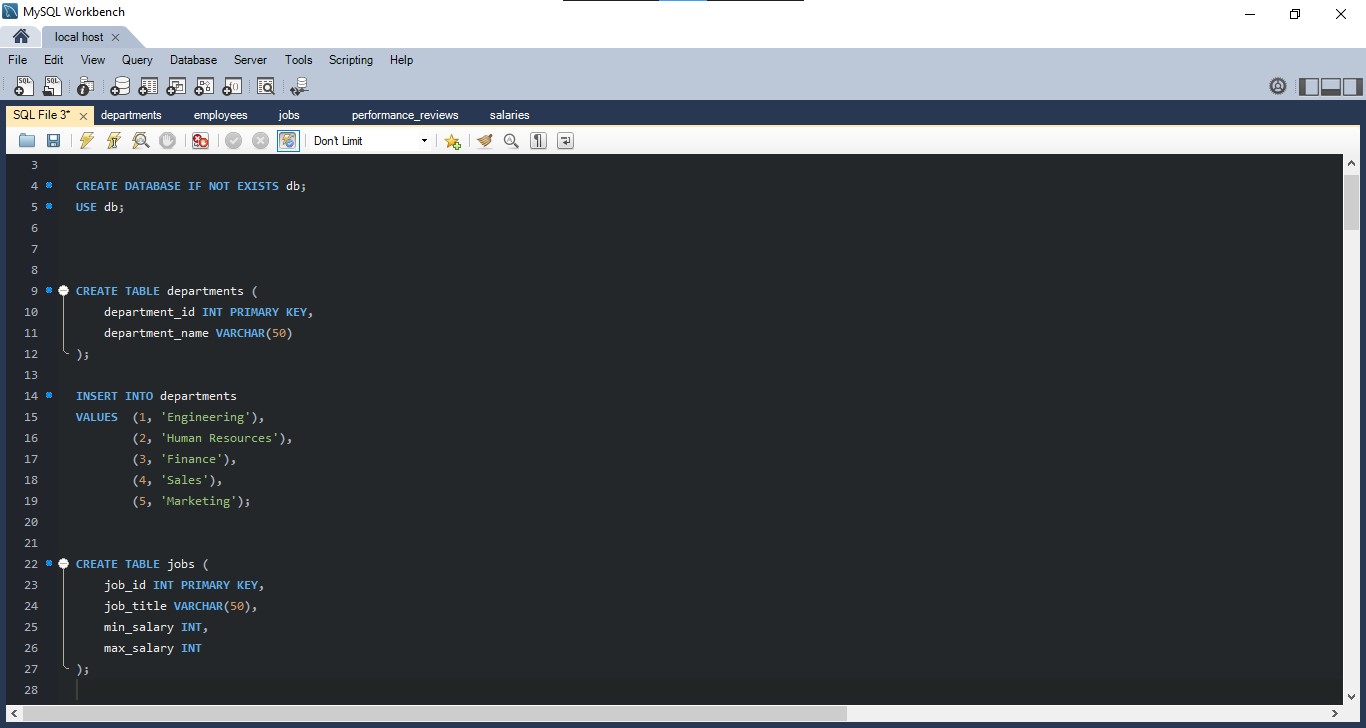 MySQL Workbench
local host
File Edit View Query Database Server Tools Scripting Help
SQL File 3* departments employees jobs performance_reviews salaries
Don't Limit
3
4 CREATE DATABASE IF NOT EXISTS db;
5 USE db;
6
7
8
9 CREATE TABLE departments (
10 department_id INT PRIMARY KEY,
11 department_name VARCHAR(50)
12 );
13
14 INSERT INTO departments
15 VALUES (1, 'Engineering'),
16 (2, 'Human Resources'),
17 (3, 'Finance'),
18 (4, 'Sales'),
19 (5, 'Marketing');
20
21
22 CREATE TABLE jobs (
23 job_id INT PRIMARY KEY,
24 job_title VARCHAR(50),
25 min_salary INT,
26 max_salary INT
27 );
28